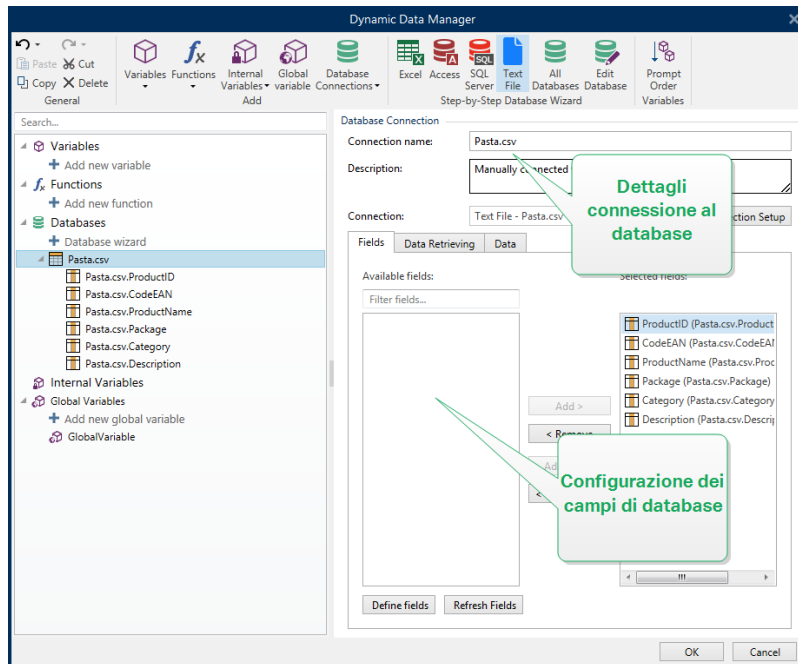 Dynamic Data Manager
Paste Cut
Copy Delete
General
Variables Functions Internal Variables Global variable Database Connections
Add
Excel Access SQL Server Text File All Databases Edit Database
Step-by-Step Database Wizard
Prompt Order
Variables
Search...
Variables
Add new variable
Functions
Add new function
Databases
Database wizard
Pasta.csv
Pasta.csv.ProductID
Pasta.csv.CodeEAN
Pasta.csv.ProductName
Pasta.csv.Package
Pasta.csv.Category
Pasta.csv.Description
Internal Variables
Global Variables
Add new global variable
GlobalVariable
Database Connection
Connection name: Pasta.csv
Description: Manually connected
Connection: Text File - Pasta.csv ction Setup
Dettagli
connessione al
database
Fields Data Retrieving Data
Available fields: Selected fields:
Filter fields...
ProductID (Pasta.csv.Product
CodeEAN (Pasta.csv.CodeEAI
ProductName (Pasta.csv.Proc
Package (Pasta.csv.Package)
Category (Pasta.csv.Category
Description (Pasta.csv.Descrip
Add >
< Remove
Ad
<
Configurazione dei
campi di database
Define fields Refresh Fields
OK Cancel